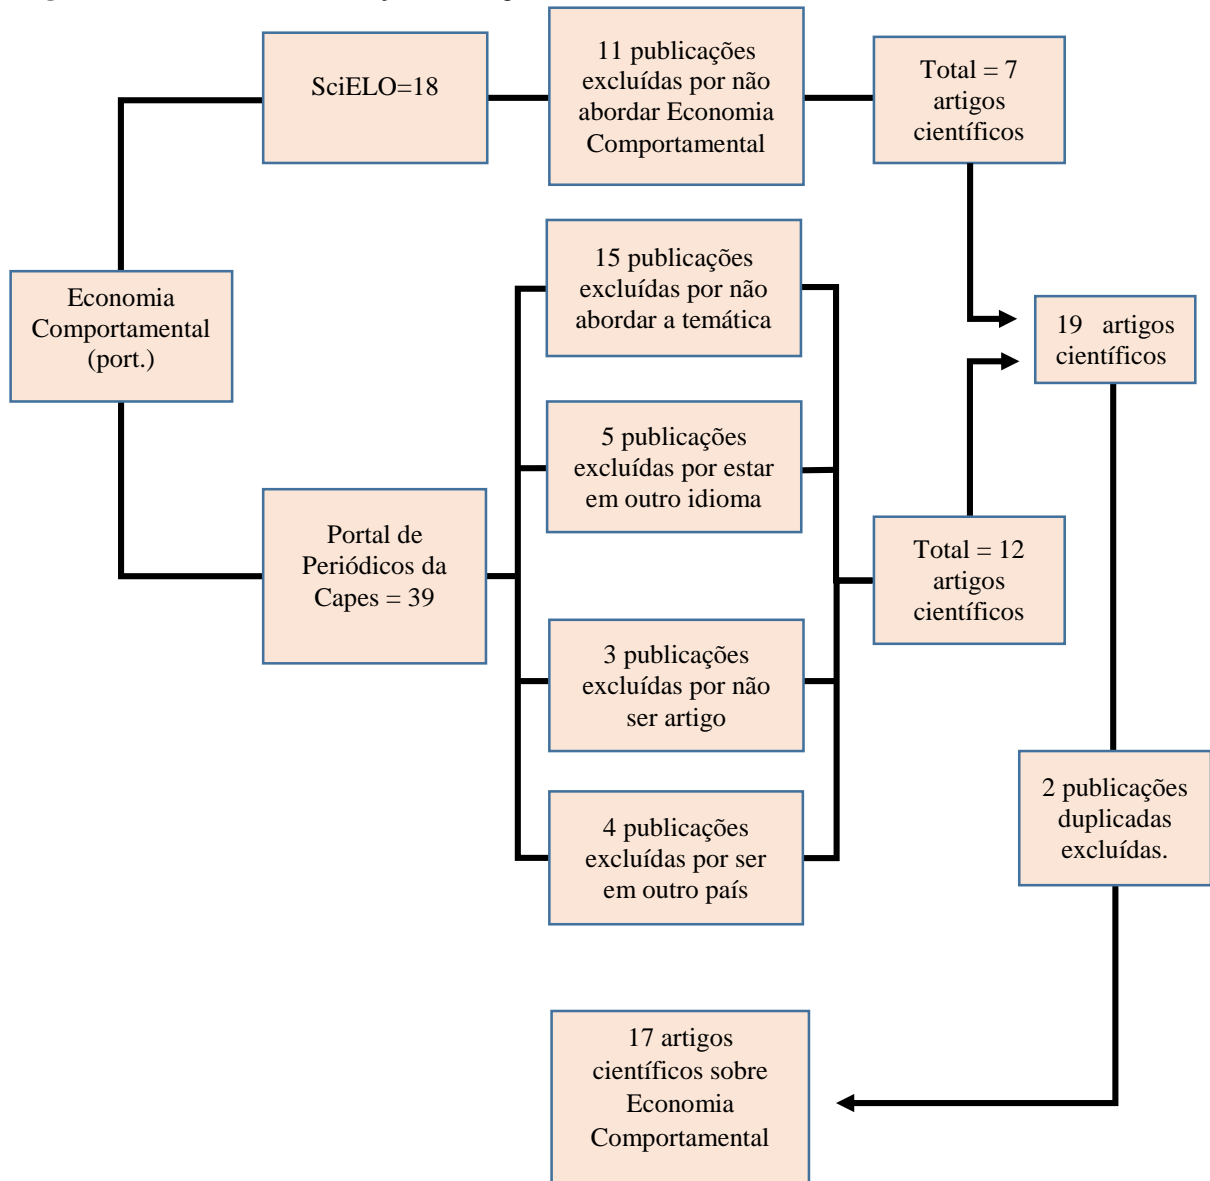 SciELO=18
11 publicações
excluídas por não
abordar Economia
Comportamental
Total = 7
artigos
científicos
Economia
Comportamental
(port.)
15 publicações
excluídas por não
abordar a temática
19 artigos
científicos
5 publicações
excluídas por estar
em outro idioma
Portal de
Periódicos da
Capes = 39
Total = 12
artigos
científicos
3 publicações
excluídas por não
ser artigo
4 publicações
excluídas por ser
em outro país
2 publicações
duplicadas
excluídas.
17 artigos
científicos sobre
Economia
Comportamental